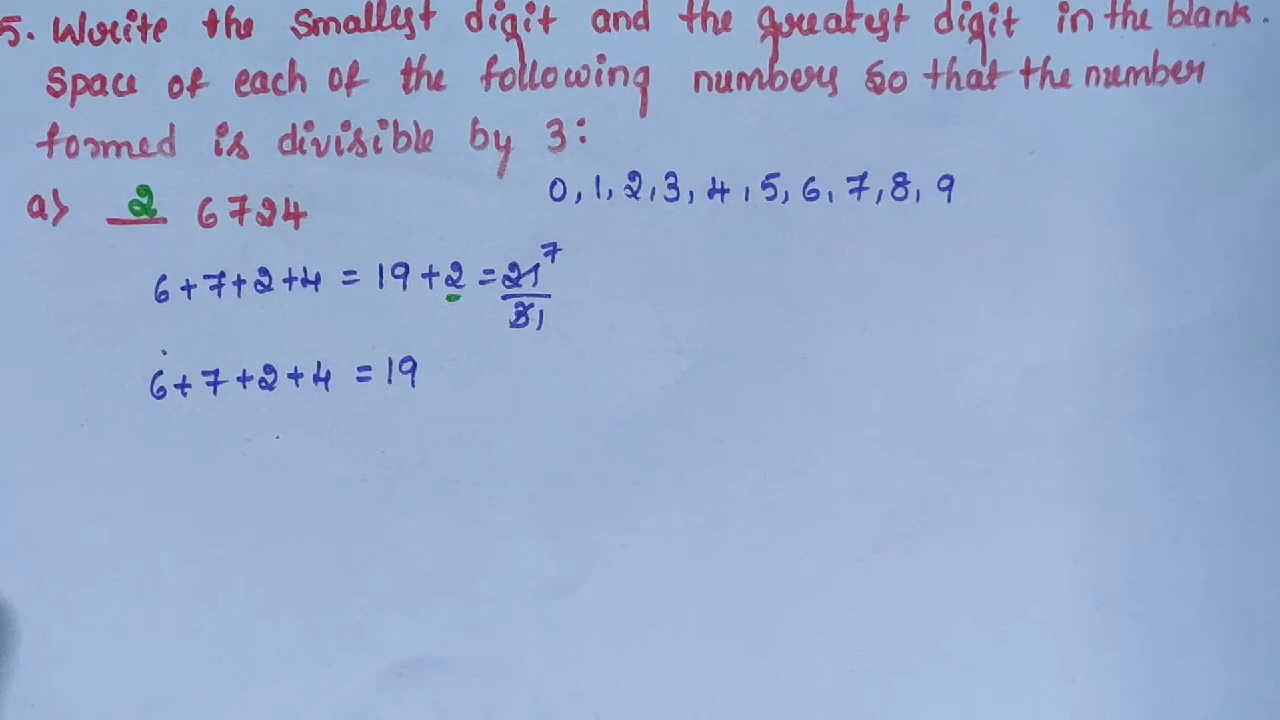 5. Write the smallest digit and the greatest digit in the blank.
space of each of the following numbers so that the number
formed is divisible by 3:
0, 1, 2, 3, 4, 5, 6, 7, 8, 9
a) 2 6724
6+7+2+4 = 19+2 = 21/3 7 1
6+7+2+4 = 19